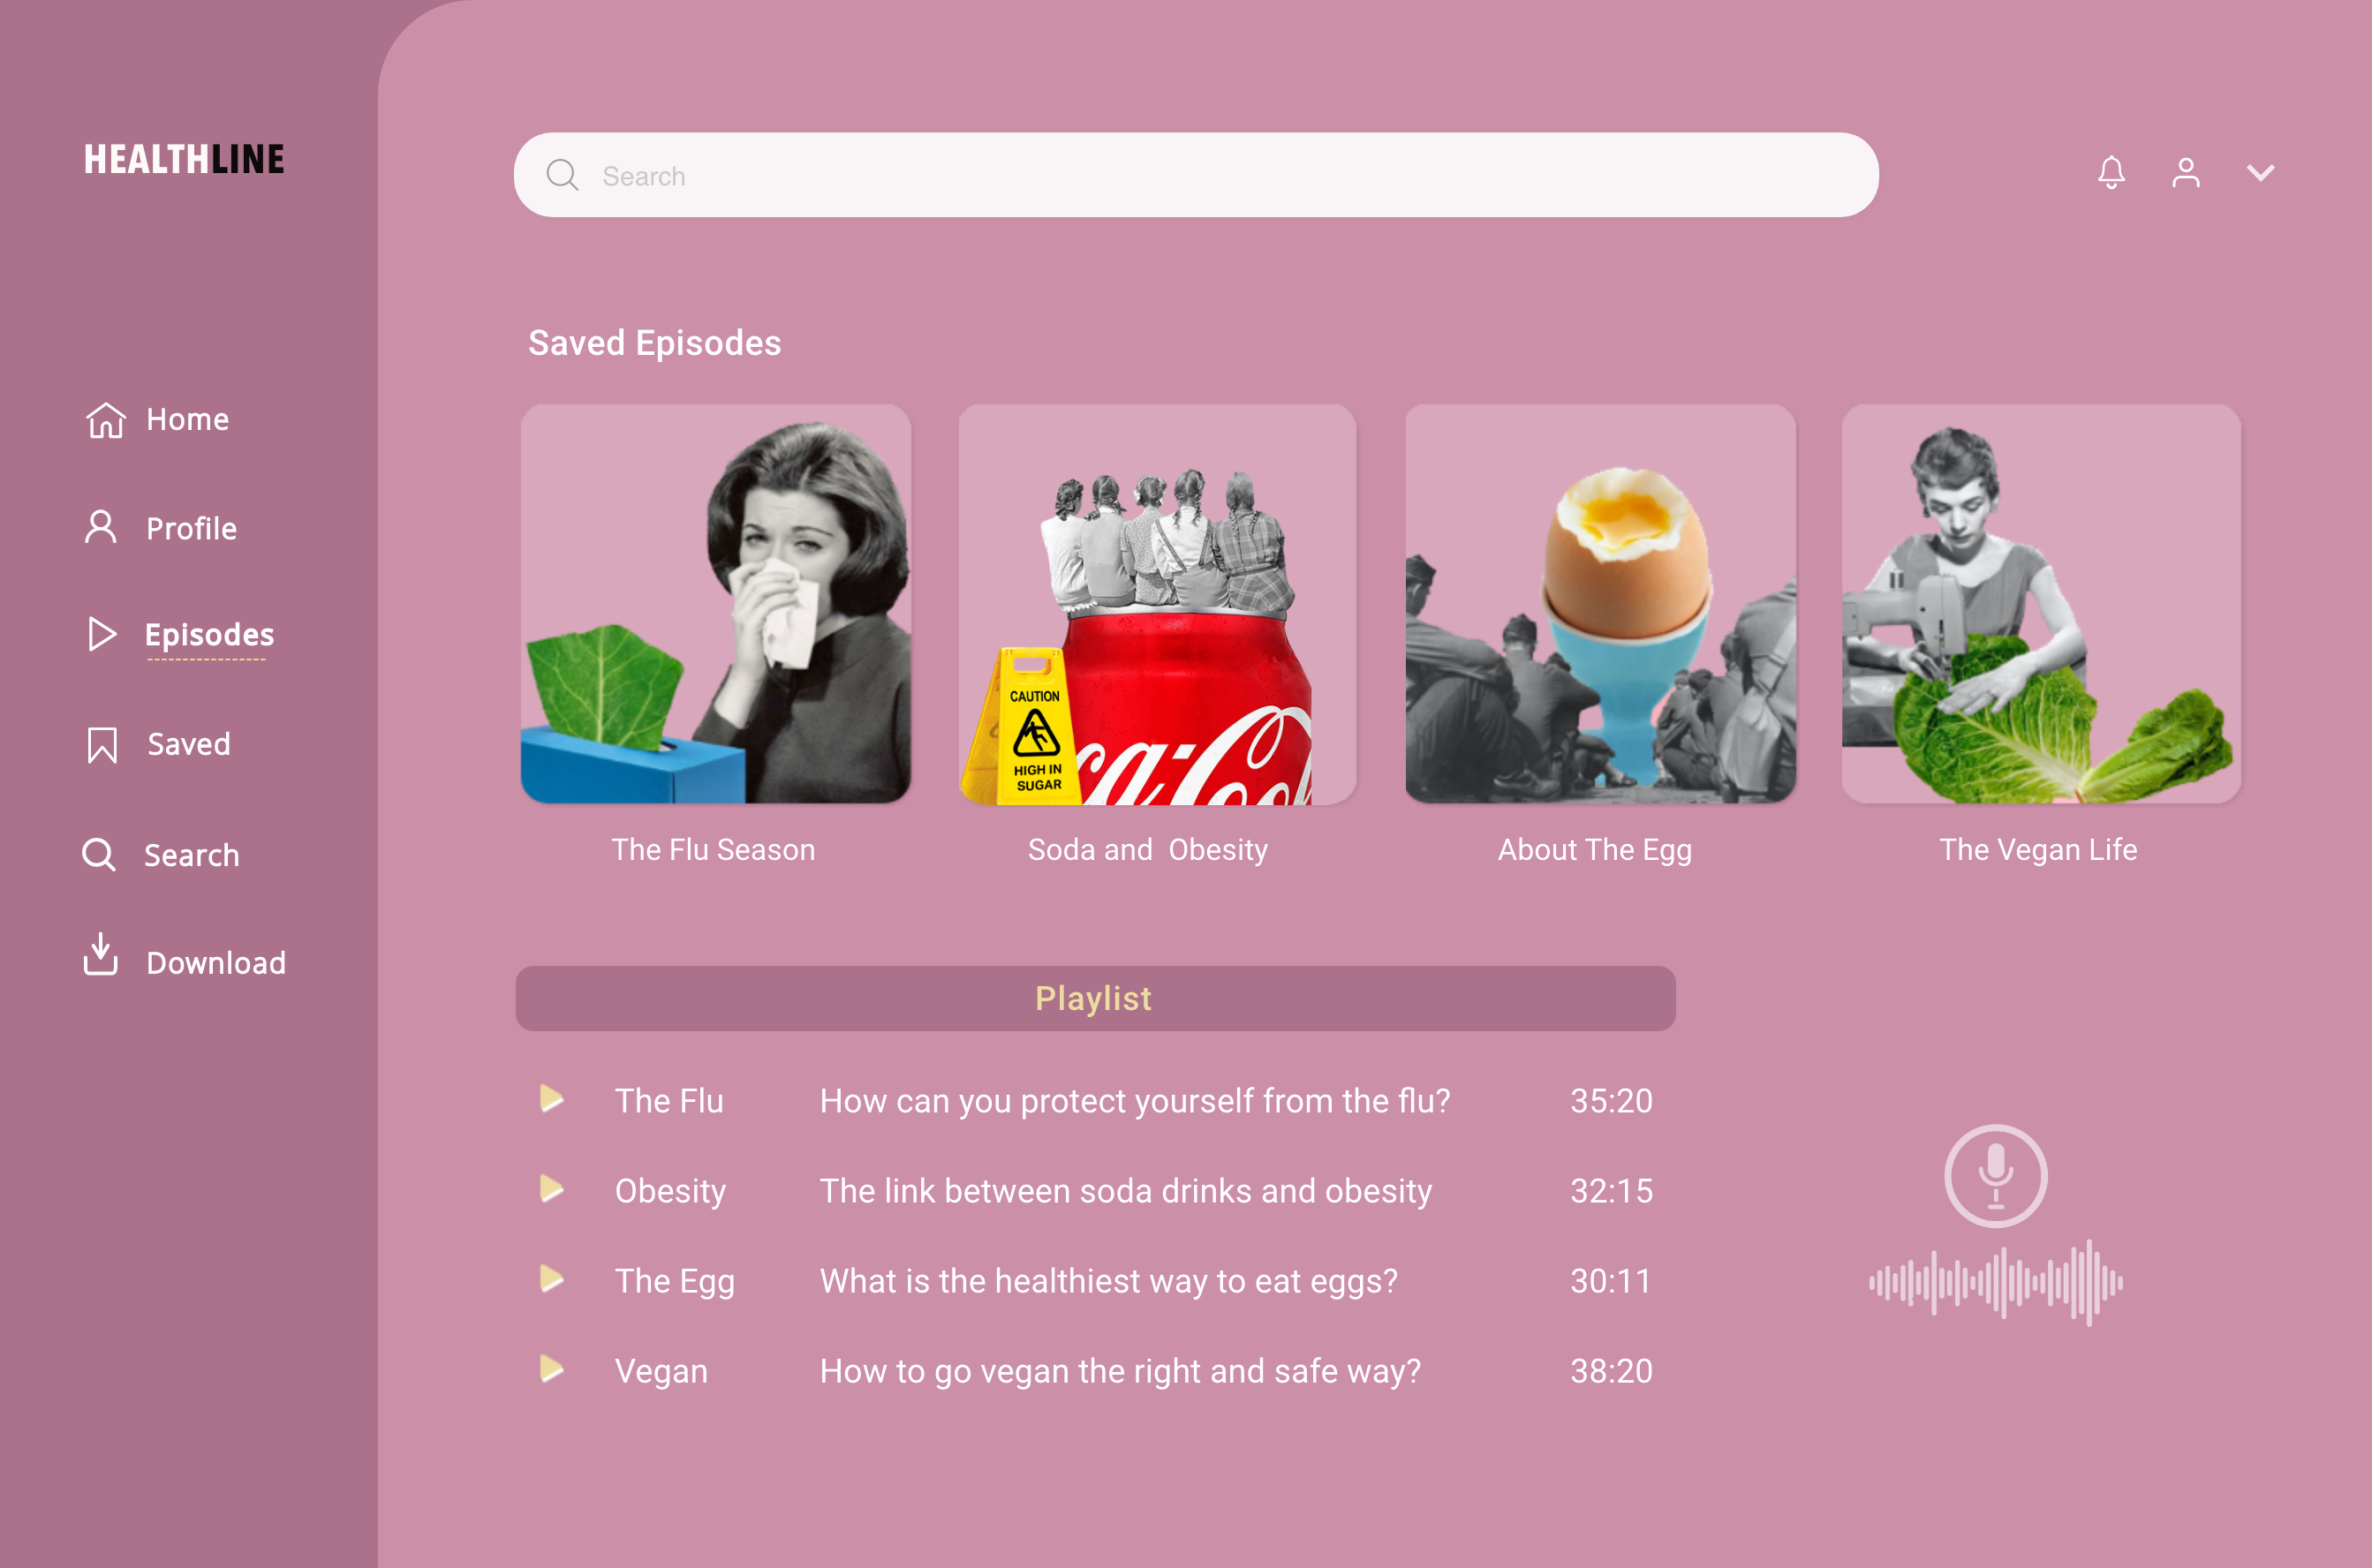 HEALTHLINE
Search
Home
Profile
Episodes
Saved
Search
Download
Saved Episodes
CAUTION
HIGH IN
SUGAR
The Flu Season
Soda and  Obesity
About The Egg
The Vegan Life
Playlist
The Flu How can you protect yourself from the flu? 35:20
Obesity The link between soda drinks and obesity 32:15
The Egg What is the healthiest way to eat eggs? 30:11
Vegan How to go vegan the right and safe way? 38:20